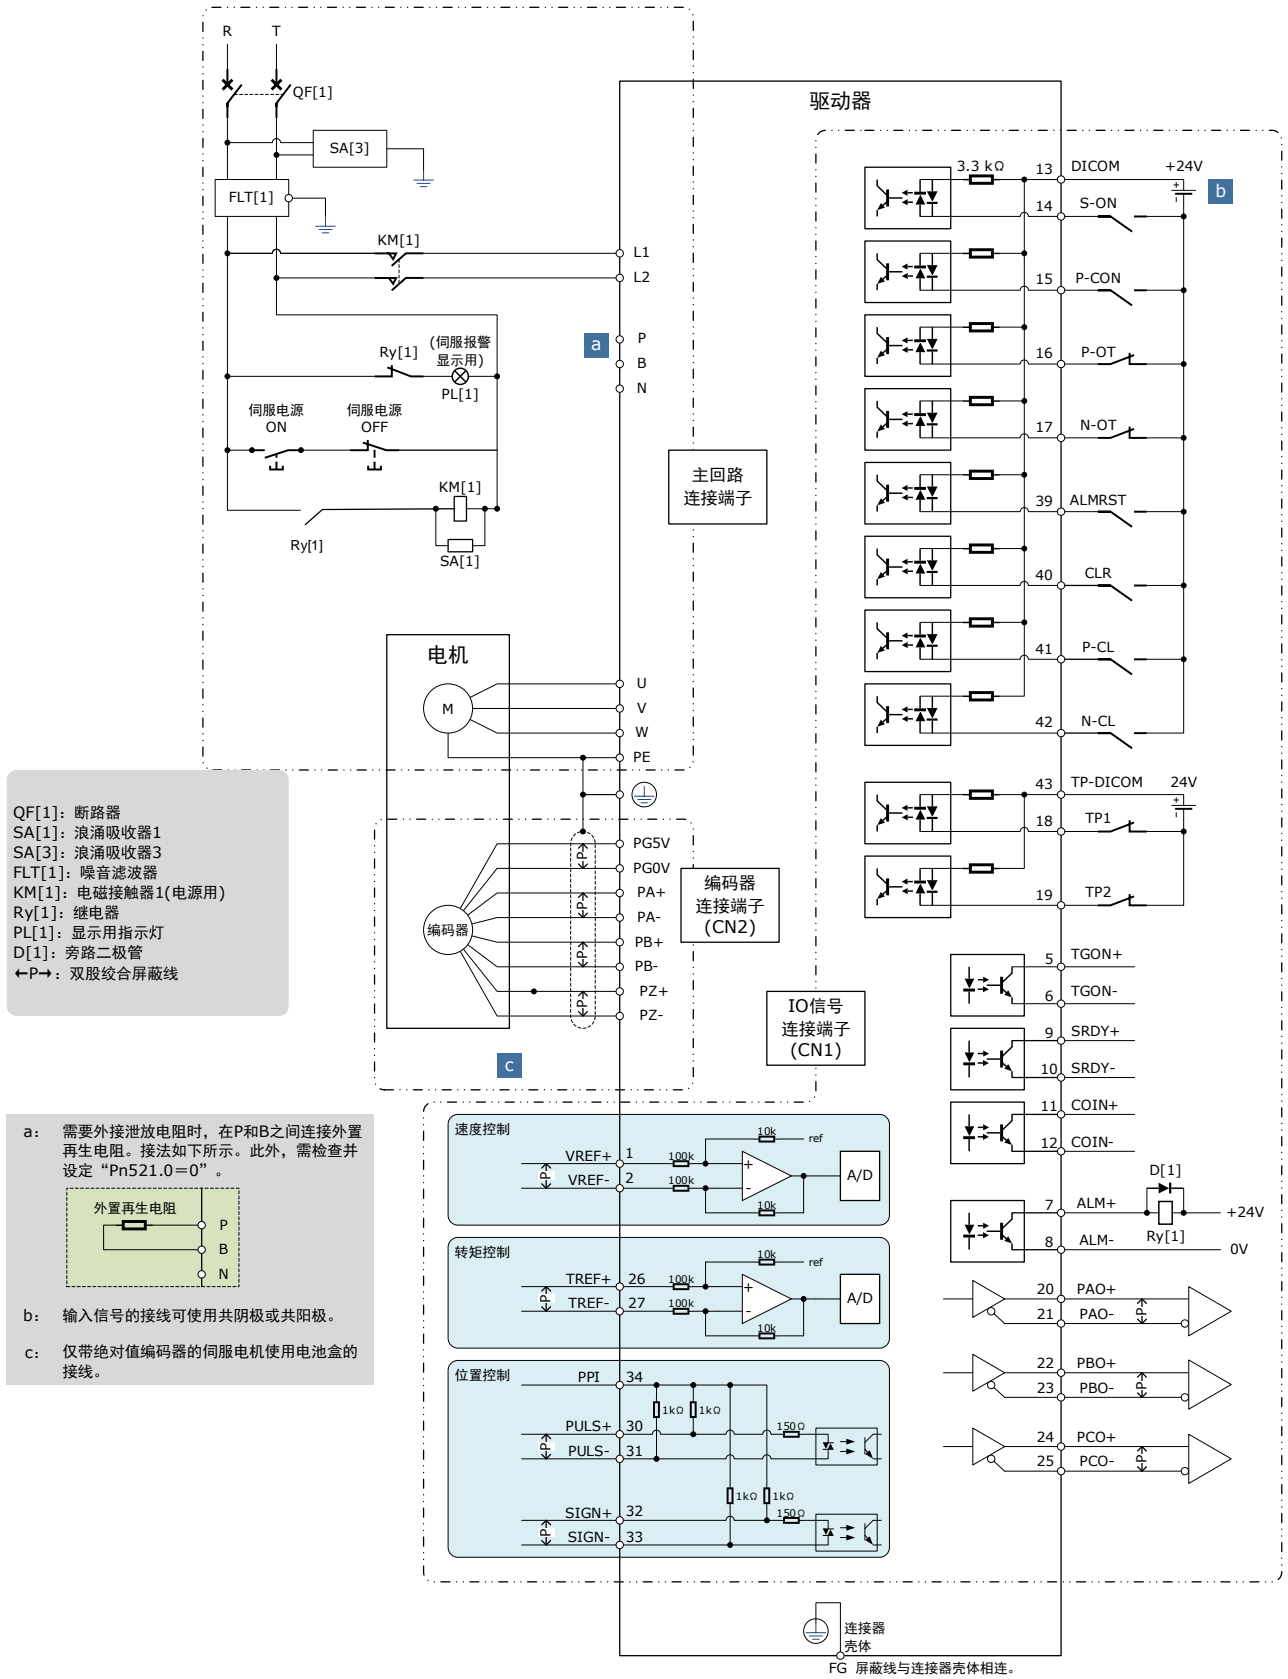 R T
QF[1]
SA[3]
FLT[1]
KM[1]
L1
L2
a
P
B
N
Ry[1]
(伺服报警
显示用)
PL[1]
伺服电源
ON
伺服电源
OFF
KM[1]
Ry[1]
SA[1]
主回路
连接端子
电机
M
U
V
W
PE
编码器
PG5V
PG0V
PA+
PA-
PB+
PB-
PZ+
PZ-
P
P
P
P
编码器
连接端子
(CN2)
c
QF[1]：断路器
SA[1]：浪涌吸收器1
SA[3]：浪涌吸收器3
FLT[1]：噪音滤波器
KM[1]：电磁接触器1(电源用)
Ry[1]：继电器
PL[1]：显示用指示灯
D[1]：旁路二极管
←P→：双股绞合屏蔽线
a： 需要外接泄放电阻时，在P和B之间连接外置
再生电阻。接法如下所示。此外，需检查并
设定“Pn521.0＝0”。
外置再生电阻
P
B
N
b： 输入信号的接线可使用共阴极或共阳极。
c： 仅带绝对值编码器的伺服电机使用电池盒的
接线。
驱动器
3.3 kΩ 13 DICOM +24V
+
-
b
14 S-ON
15 P-CON
16 P-OT
17 N-OT
39 ALMRST
40 CLR
41 P-CL
42 N-CL
43 TP-DICOM 24V
+
-
18 TP1
19 TP2
IO信号
连接端子
(CN1)
5 TGON+
6 TGON-
9 SRDY+
10 SRDY-
11 COIN+
12 COIN-
D[1]
7 ALM+ +24V
Ry[1]
8 ALM- 0V
20 PAO+
P
21 PAO-
22 PBO+
P
23 PBO-
24 PCO+
P
25 PCO-
速度控制
10k ref
VREF+ 1 100k
P
VREF- 2 100k
+
-
10k
A/D
转矩控制
10k ref
TREF+ 26 100k
P
TREF- 27 100k
+
-
10k
A/D
位置控制
PPI 34
1kΩ 1kΩ
PULS+ 30 150Ω
P
PULS- 31
1kΩ 1kΩ
SIGN+ 32 150Ω
P
SIGN- 33
连接器
壳体
FG 屏蔽线与连接器壳体相连。